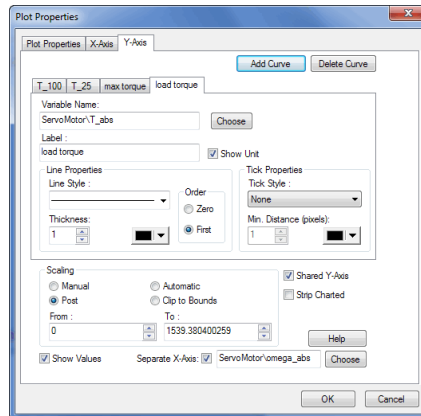 Plot Properties
Plot Properties X-Axis Y-Axis
Add Curve Delete Curve
T_100 T_25 max torque load torque
Variable Name:
ServoMotor\T_abs Choose
Label :
load torque Show Unit
Line Properties Tick Properties
Line Style : Tick Style :
Order None
Zero
Thickness: Min. Distance (pixels):
1 First 1
Scaling
Manual Automatic Shared Y-Axis
Post Clip to Bounds Strip Charted
From : To :
0 1539.380400259
Help
Show Values Separate X-Axis: ServoMotor\omega_abs Choose
OK Cancel